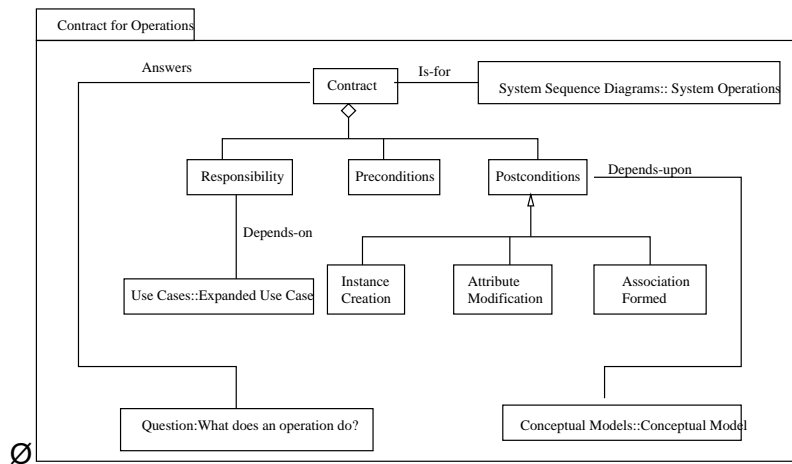 Contract for Operations
Answers
Is-for
Contract
System Sequence Diagrams:: System Operations
Responsibility
Preconditions
Postconditions
Depends-upon
Depends-on
Instance
Creation
Attribute
Modification
Association
Formed
Use Cases::Expanded Use Case
Question:What does an operation do?
Conceptual Models::Conceptual Model
Ø